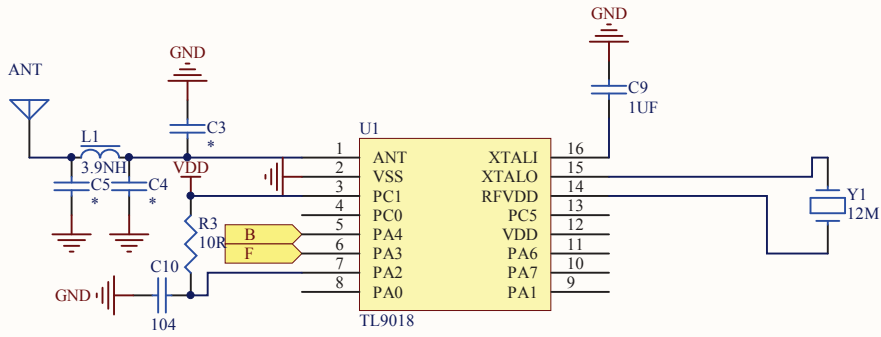 GND
ANT
GND
C9
1UF
L1
3.9NH
C3
*
U1
VDD
C5
*
C4
*
R3
10R
B
F
C10
GND
104
1 ANT XTALI 16
2 VSS XTALO 15
3 PC1 RFVDD 14
4 PC0 PC5 13
5 PA4 VDD 12
6 PA3 PA6 11
7 PA2 PA7 10
8 PA0 PA1 9
TL9018
Y1
12M